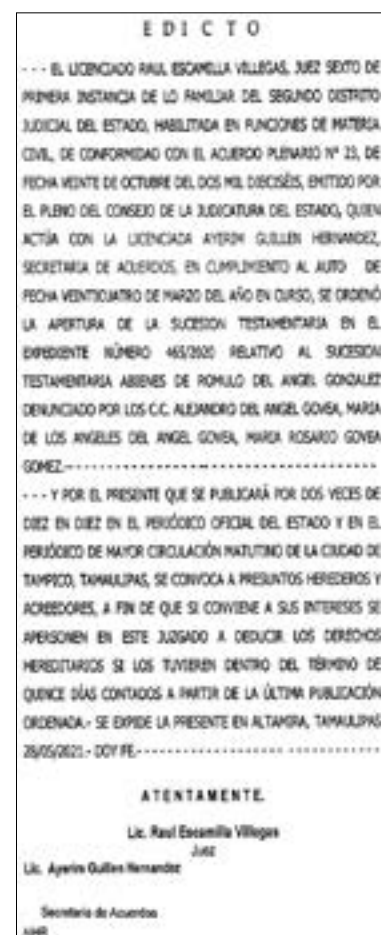 EDICTO
- - - EL LICENCIADO RAUL ESCAMILLA VILLEGAS, JUEZ SEXTO DE
PRIMERA INSTANCIA DE LO FAMILIAR DEL SEGUNDO DISTRITO
JUDICIAL DEL ESTADO, HABILITADA EN FUNCIONES DE MATERIA
CIVIL, DE CONFORMIDAD CON EL ACUERDO PLENARIO N° 23, DE
FECHA VEINTE DE OCTUBRE DEL DOS MIL DIECISÉIS, EMITIDO POR
EL PLENO DEL CONSEJO DE LA JUDICATURA DEL ESTADO, QUIEN
ACTÚA CON LA LICENCIADA AYERIM GUILLEN HERNANDEZ,
SECRETARIA DE ACUERDOS, EN CUMPLIMIENTO AL AUTO DE
FECHA VEINTICUATRO DE MARZO DEL AÑO EN CURSO, SE ORDENÓ
LA APERTURA DE LA SUCESION TESTAMENTARIA EN EL
EXPEDIENTE NÚMERO 465/2020 RELATIVO AL SUCESION
TESTAMENTARIA ABIENES DE ROMULO DEL ANGEL GONZALEZ
DENUNCIADO POR LOS C.C. ALEJANDRO DEL ANGEL GOVEA, MARIA
DE LOS ANGELES DEL ANGEL GOVEA, MARIA ROSARIO GOVEA
GOMEZ.-----------------------------------
- - - Y POR EL PRESENTE QUE SE PUBLICARÁ POR DOS VECES DE
DIEZ EN DIEZ EN EL PERIÓDICO OFICIAL DEL ESTADO Y EN EL
PERIÓDICO DE MAYOR CIRCULACIÓN MATUTINO DE LA CIUDAD DE
TAMPICO, TAMAULIPAS, SE CONVOCA A PRESUNTOS HEREDEROS Y
ACREEDORES, A FIN DE QUE SI CONVIENE A SUS INTERESES SE
APERSONEN EN ESTE JUZGADO A DEDUCIR LOS DERECHOS
HEREDITARIOS SI LOS TUVIEREN DENTRO DEL TÉRMINO DE
QUINCE DÍAS CONTADOS A PARTIR DE LA ÚLTIMA PUBLICACIÓN
ORDENADA.- SE EXPIDE LA PRESENTE EN ALTAMIRA, TAMAULIPAS
28/05/2021.- DOY FE.---------------------------
ATENTAMENTE.
Lic. Raul Escamilla Villegas
Juez
Lic. Ayerim Guillen Hernandez
Secretaria de Acuerdos